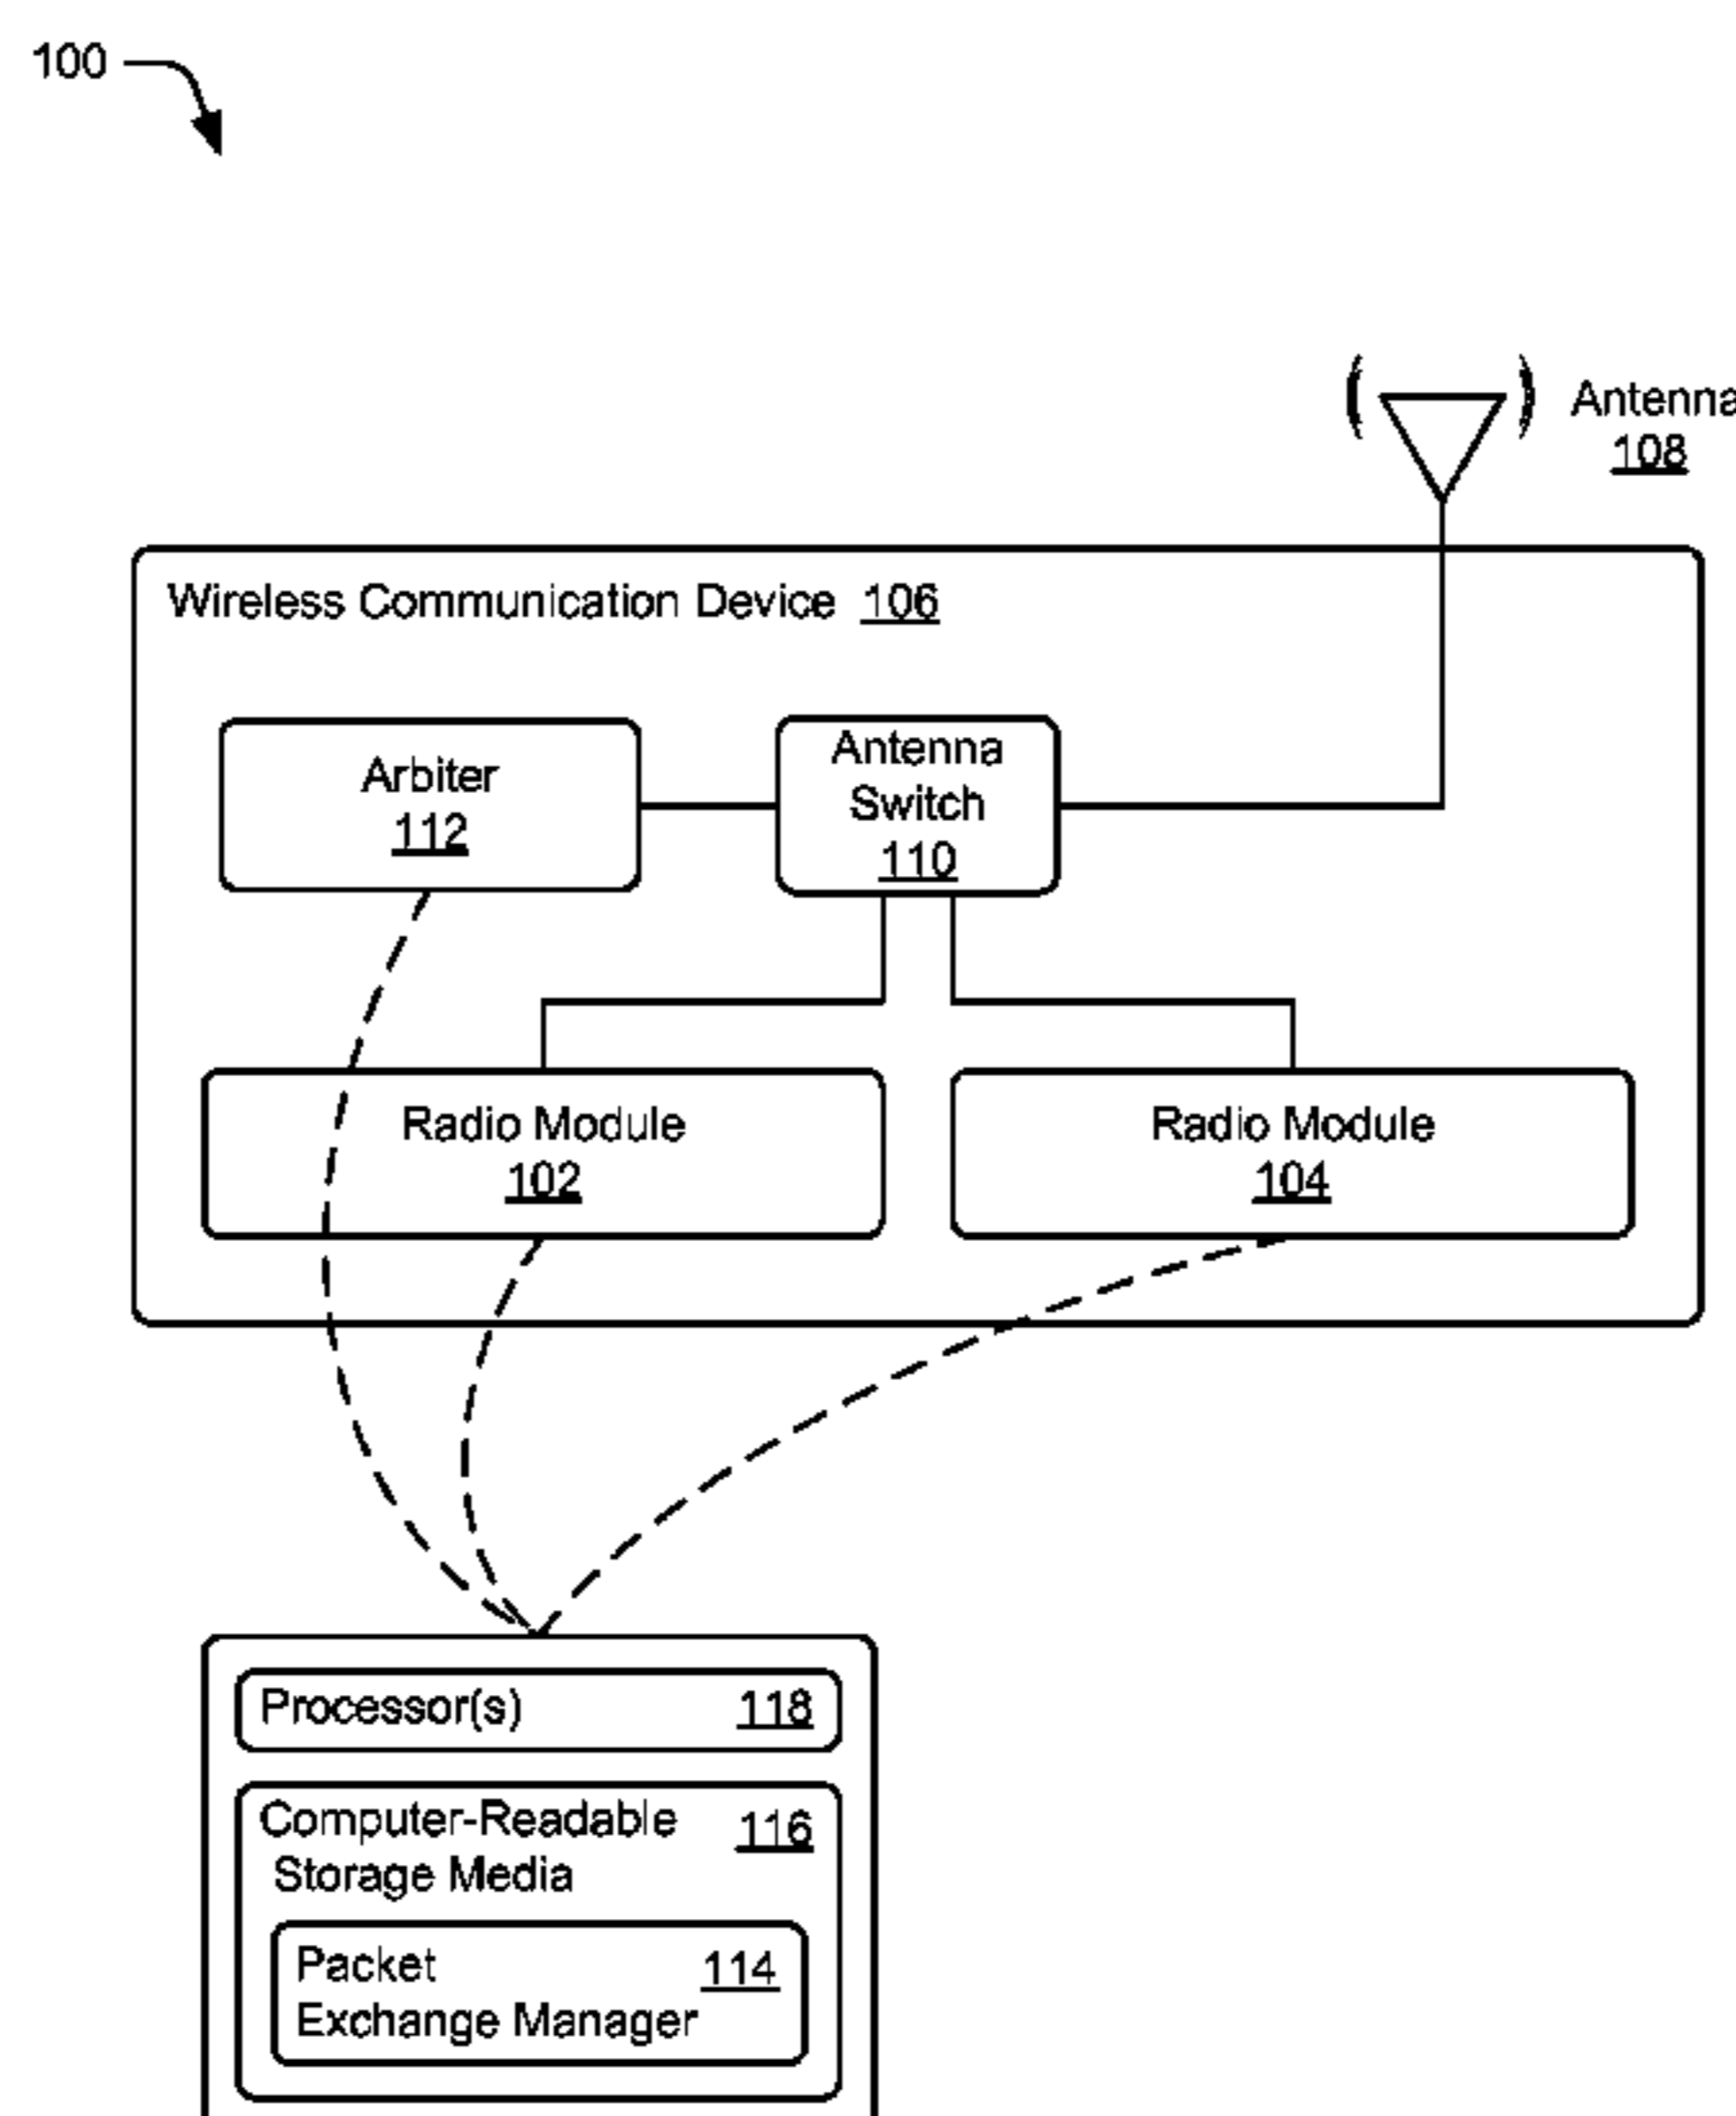 100
Antenna
108
Wireless Communication Device 106
Arbiter
112
Antenna
Switch
110
Radio Module
102
Radio Module
104
Processor(s) 118
Computer-Readable 116
Storage Media
Packet 114
Exchange Manager